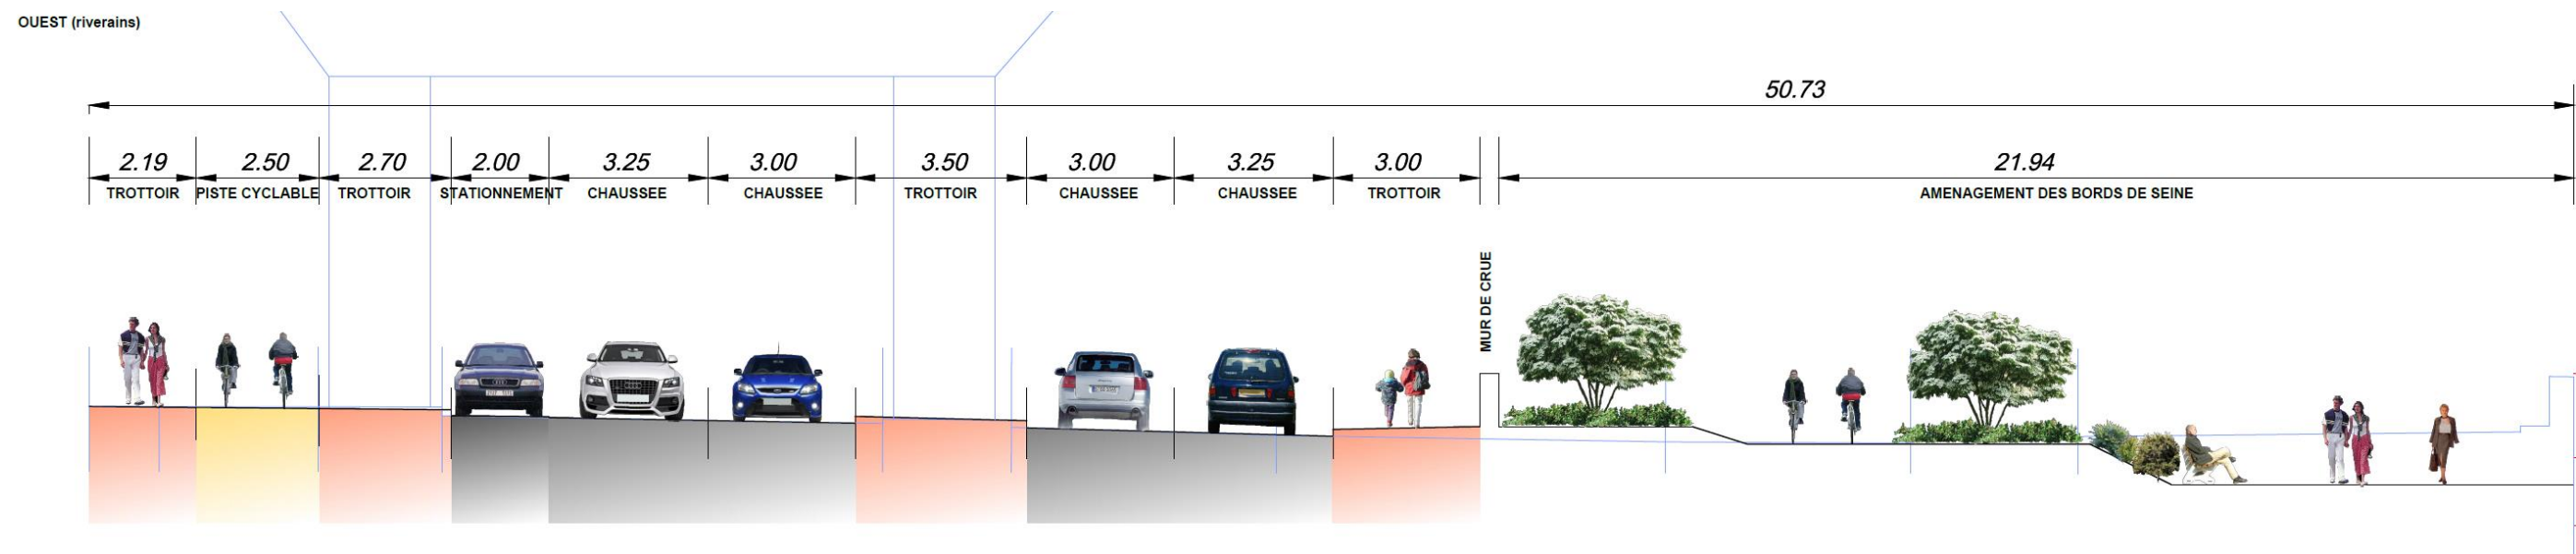 OUEST (riverains)
50.73
2.19 2.50 2.70 2.00 3.25 3.00 3.50 3.00 3.25 3.00 21.94
TROTTOIR PISTE CYCLABLE TROTTOIR STATIONNEMENT CHAUSSEE CHAUSSEE TROTTOIR CHAUSSEE CHAUSSEE TROTTOIR AMENAGEMENT DES BORDS DE SEINE
MUR DE CRUE